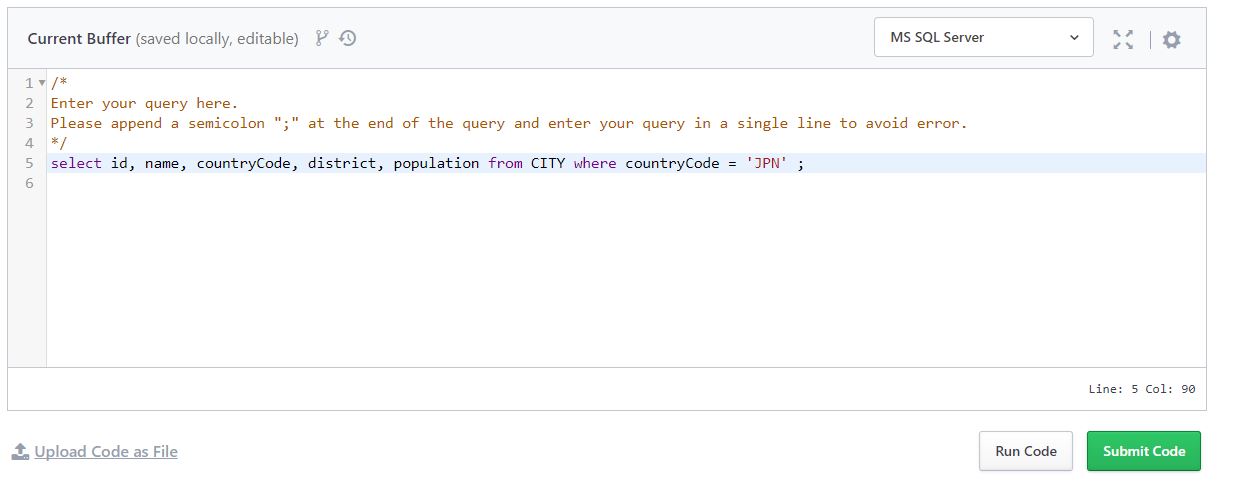 Current Buffer (saved locally, editable)
MS SQL Server
1 /*
2 Enter your query here.
3 Please append a semicolon ";" at the end of the query and enter your query in a single line to avoid error.
4 */
5 select id, name, countryCode, district, population from CITY where countryCode = 'JPN' ;
6
Line: 5 Col: 90
Upload Code as File
Run Code
Submit Code